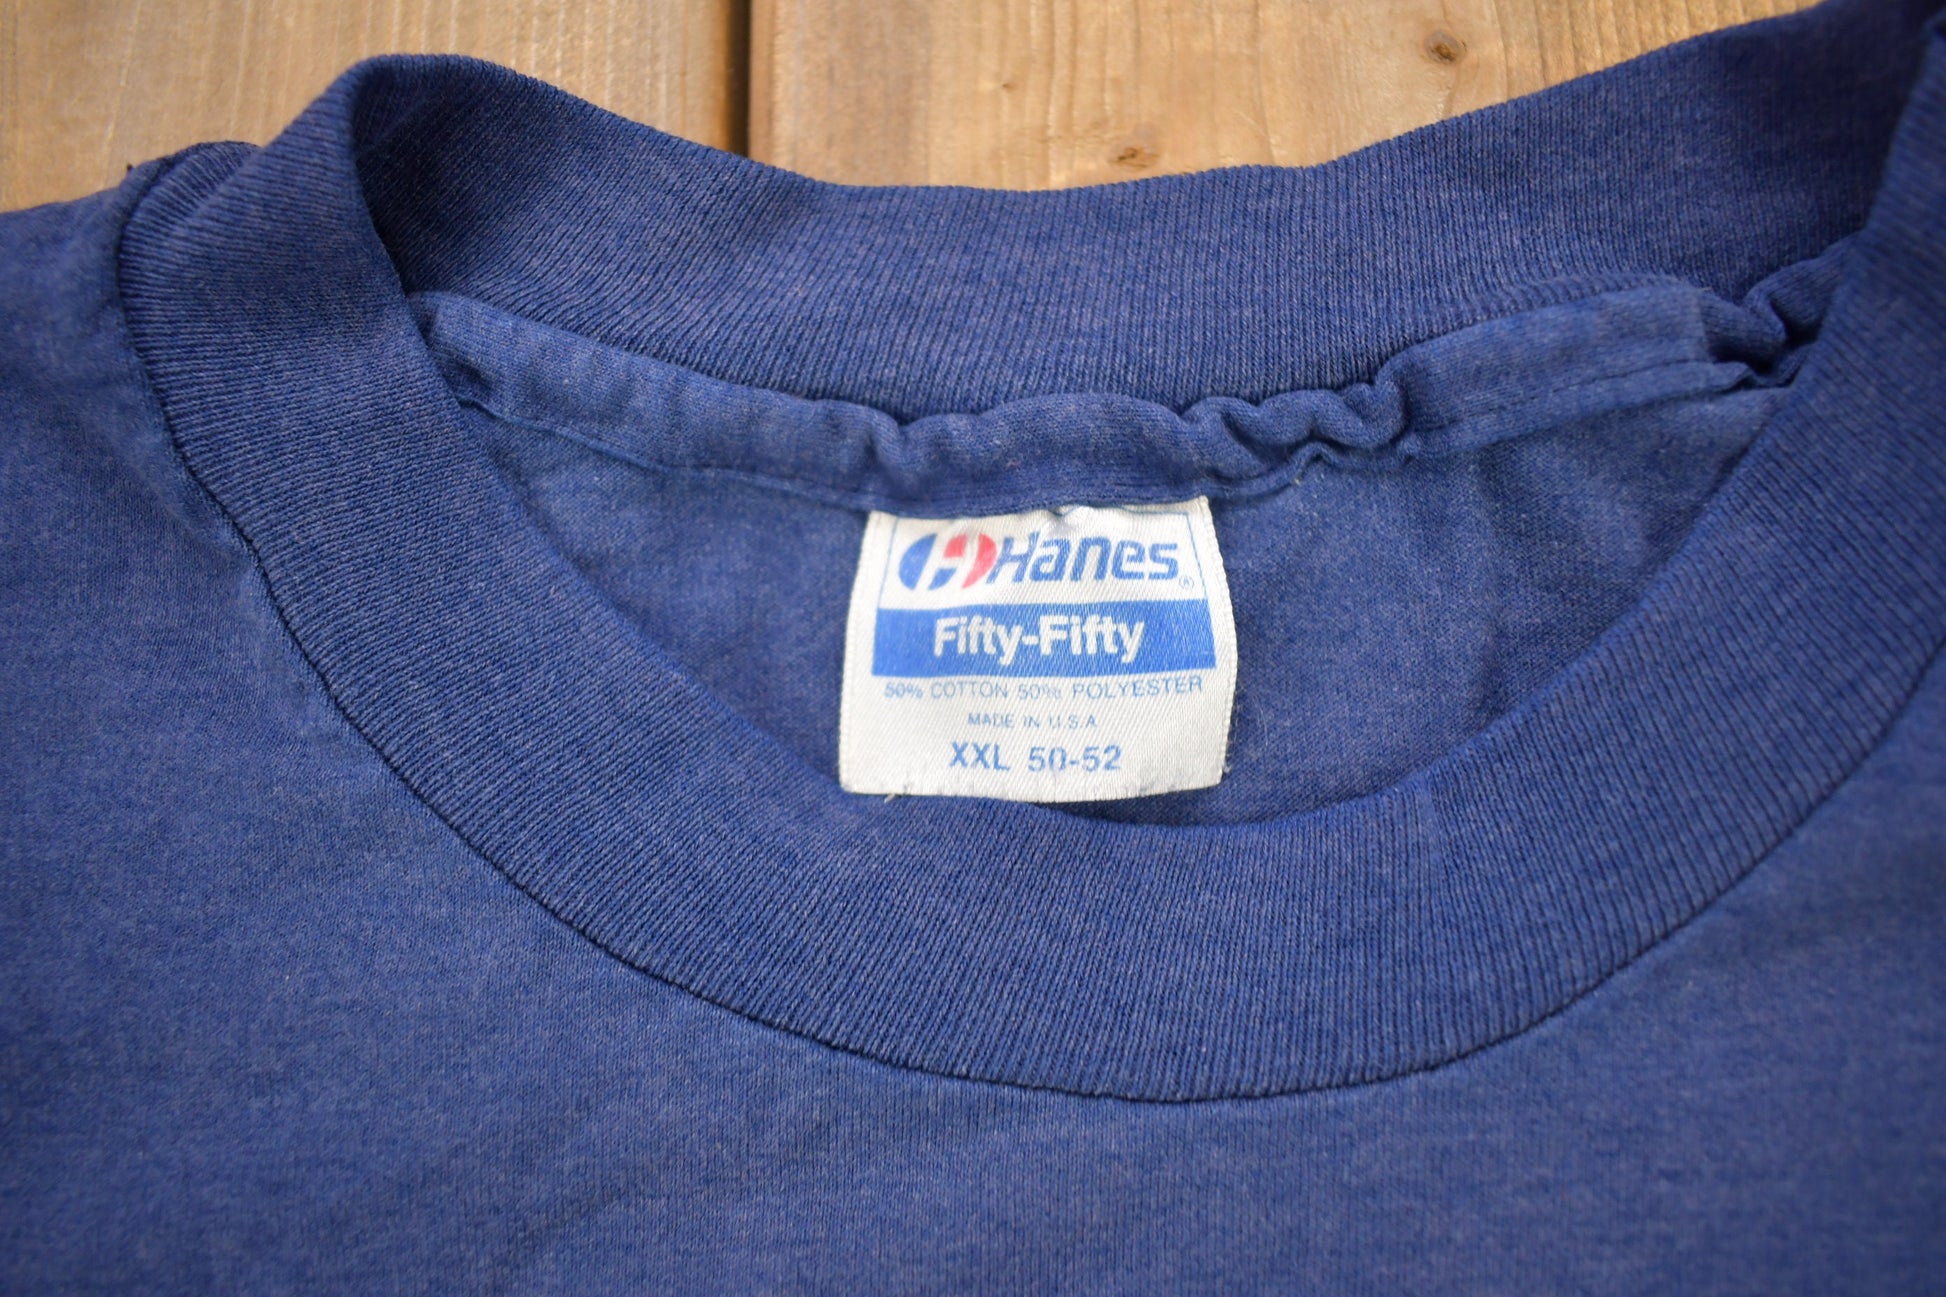 Hanes®
Fifty-Fifty
50% COTTON 50% POLYESTER
MADE IN U.S.A
XXL 50-52